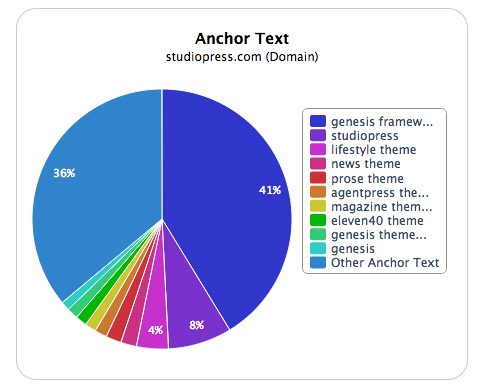 Anchor Text
studiopress.com (Domain)
36%
41%
8%
4%
genesis framew...
studiopress
lifestyle theme
news theme
prose theme
agentpress the...
magazine them...
eleven40 theme
genesis theme...
genesis
Other Anchor Text